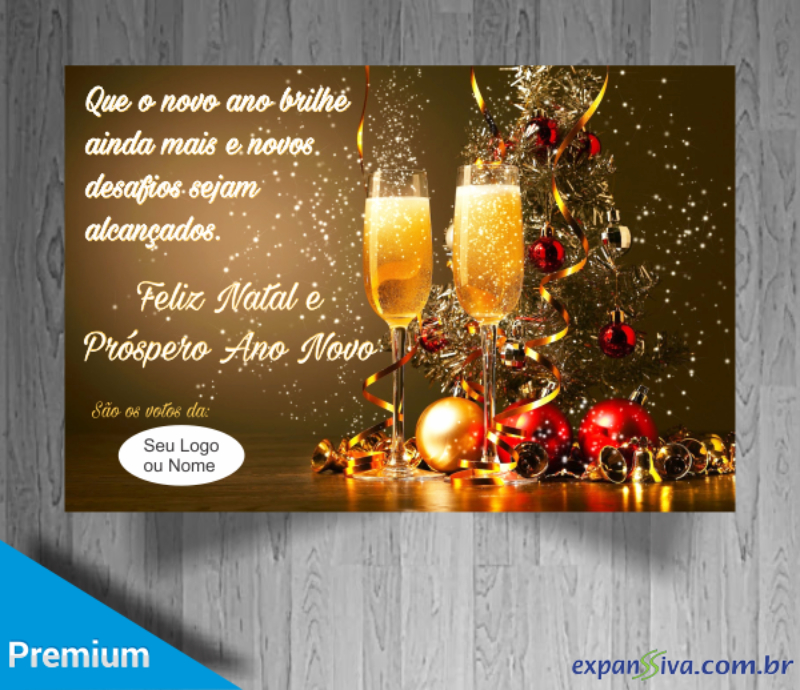 Que o novo ano brilhe
ainda mais e novos
desafios sejam
alcançados.
Feliz Natal e
Próspero Ano Novo
São os votos da:
Seu Logo
ou Nome
Premium
expanSSiva.com.br